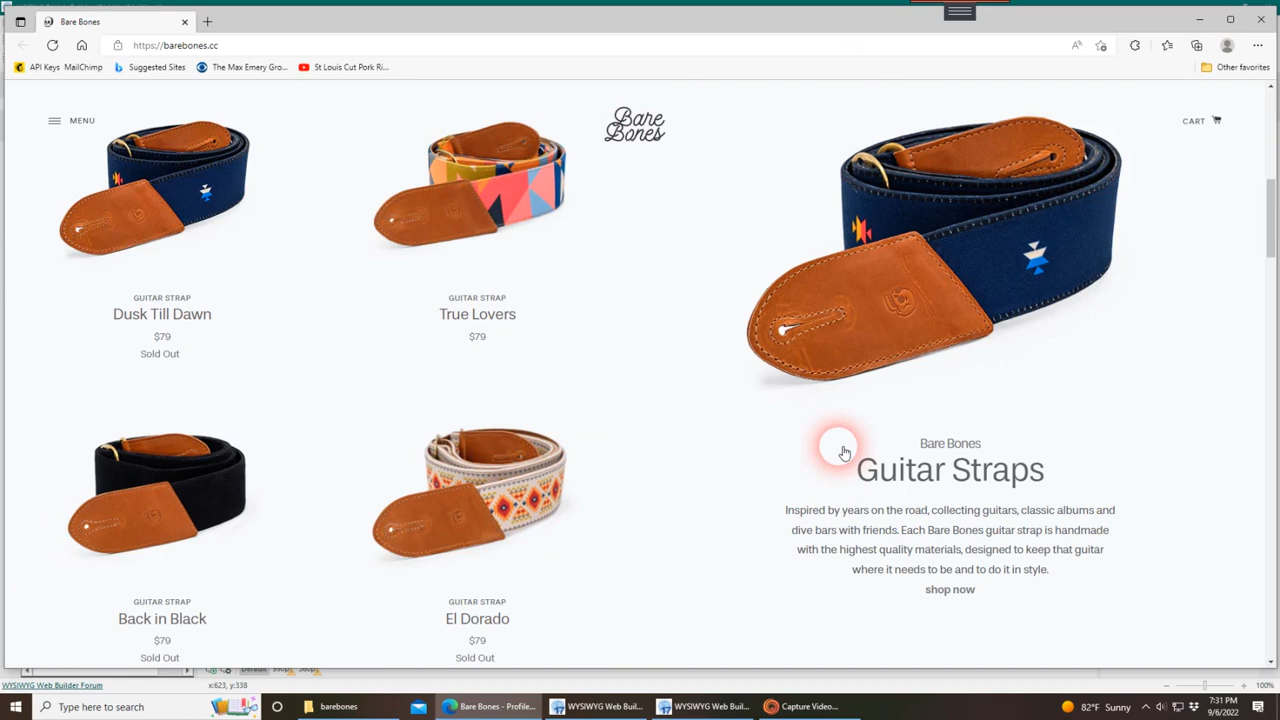 Bare Bones
https://barebones.cc
API Keys MailChimp
Suggested Sites
The Max Emery Gro...
St Louis Cut Pork Ri...
Other favorites
MENU
Bare
Bones
CART
GUITAR STRAP
Dusk Till Dawn
$79
Sold Out
GUITAR STRAP
True Lovers
$79
GUITAR STRAP
Back in Black
$79
Sold Out
GUITAR STRAP
El Dorado
$79
Sold Out
Bare Bones
Guitar Straps
Inspired by years on the road, collecting guitars, classic albums and
dive bars with friends. Each Bare Bones guitar strap is handmade
with the highest quality materials, designed to keep that guitar
where it needs to be and to do it in style.
shop now
WYSIWYG Web Builder Forum
x:623, y:338
100%
Type here to search
barebones
Bare Bones - Profile...
WYSIWYG Web Buil...
WYSIWYG Web Buil...
Capture Video...
82°F Sunny
7:31 PM
9/6/2022